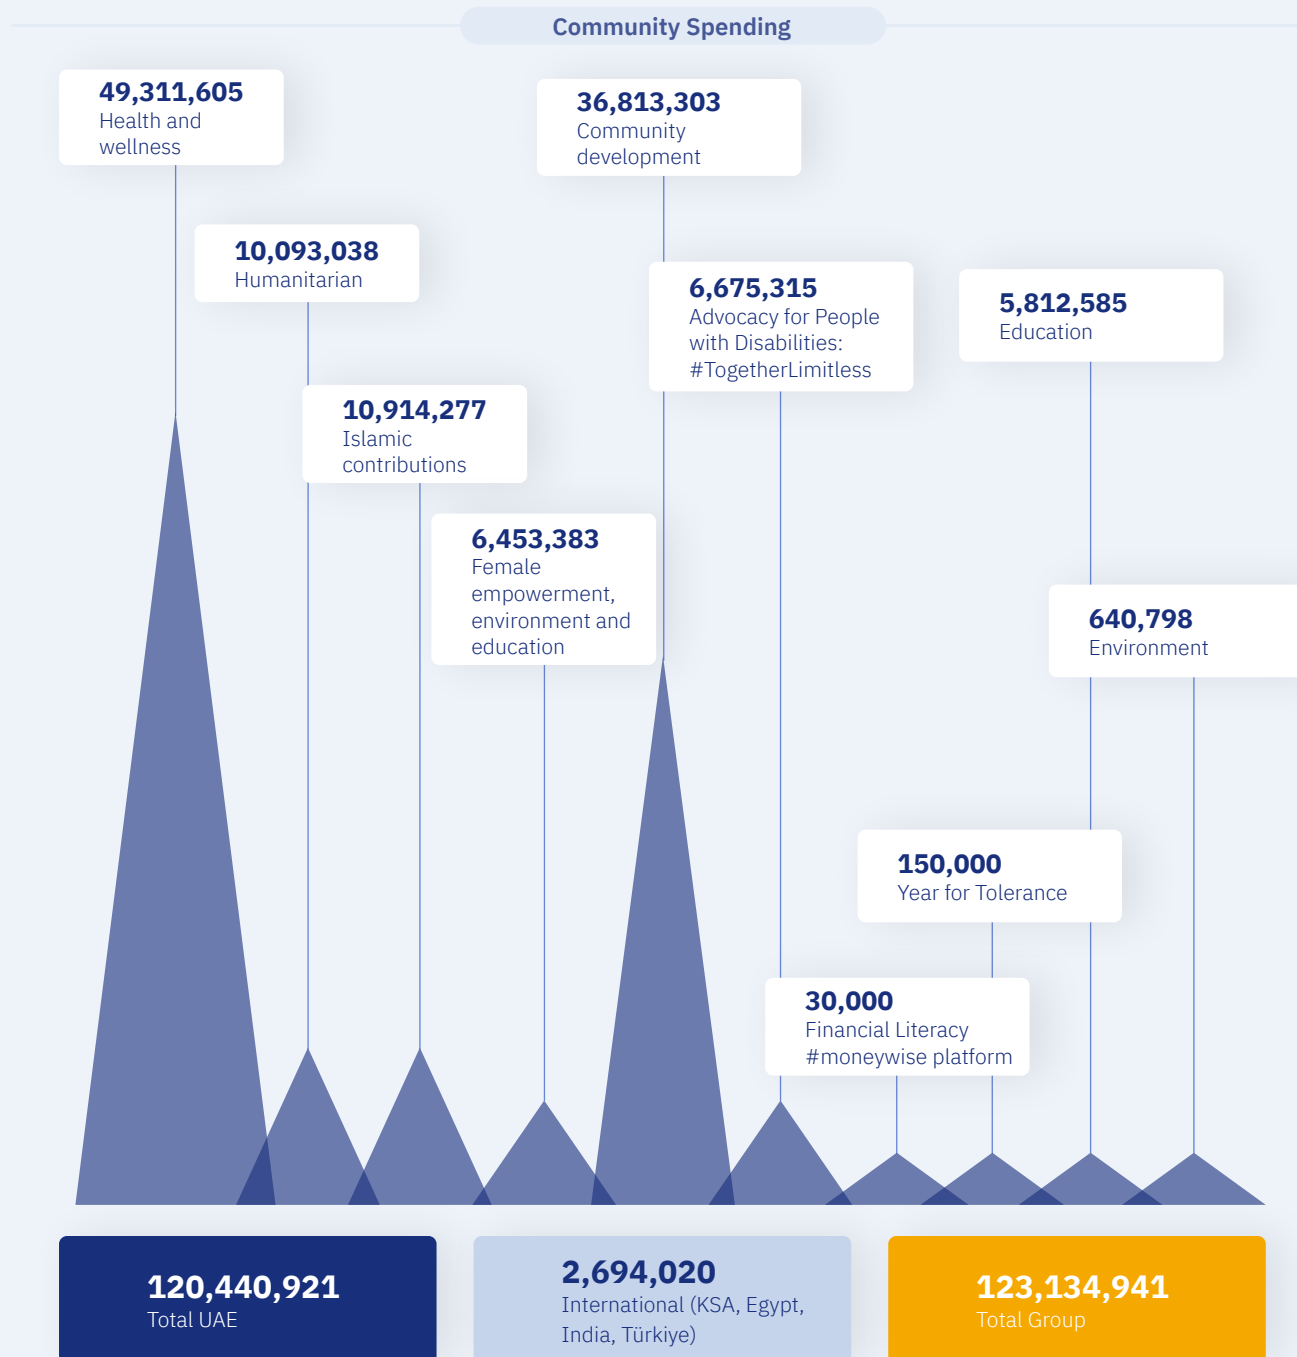 Community Spending
49,311,605
Health and
wellness
36,813,303
Community
development
10,093,038
Humanitarian
6,675,315
Advocacy for People
with Disabilities:
#TogetherLimitless
5,812,585
Education
10,914,277
Islamic
contributions
6,453,383
Female
empowerment,
environment and
education
640,798
Environment
150,000
Year for Tolerance
30,000
Financial Literacy
#moneywise platform
120,440,921
Total UAE
2,694,020
International (KSA, Egypt,
India, Türkiye)
123,134,941
Total Group